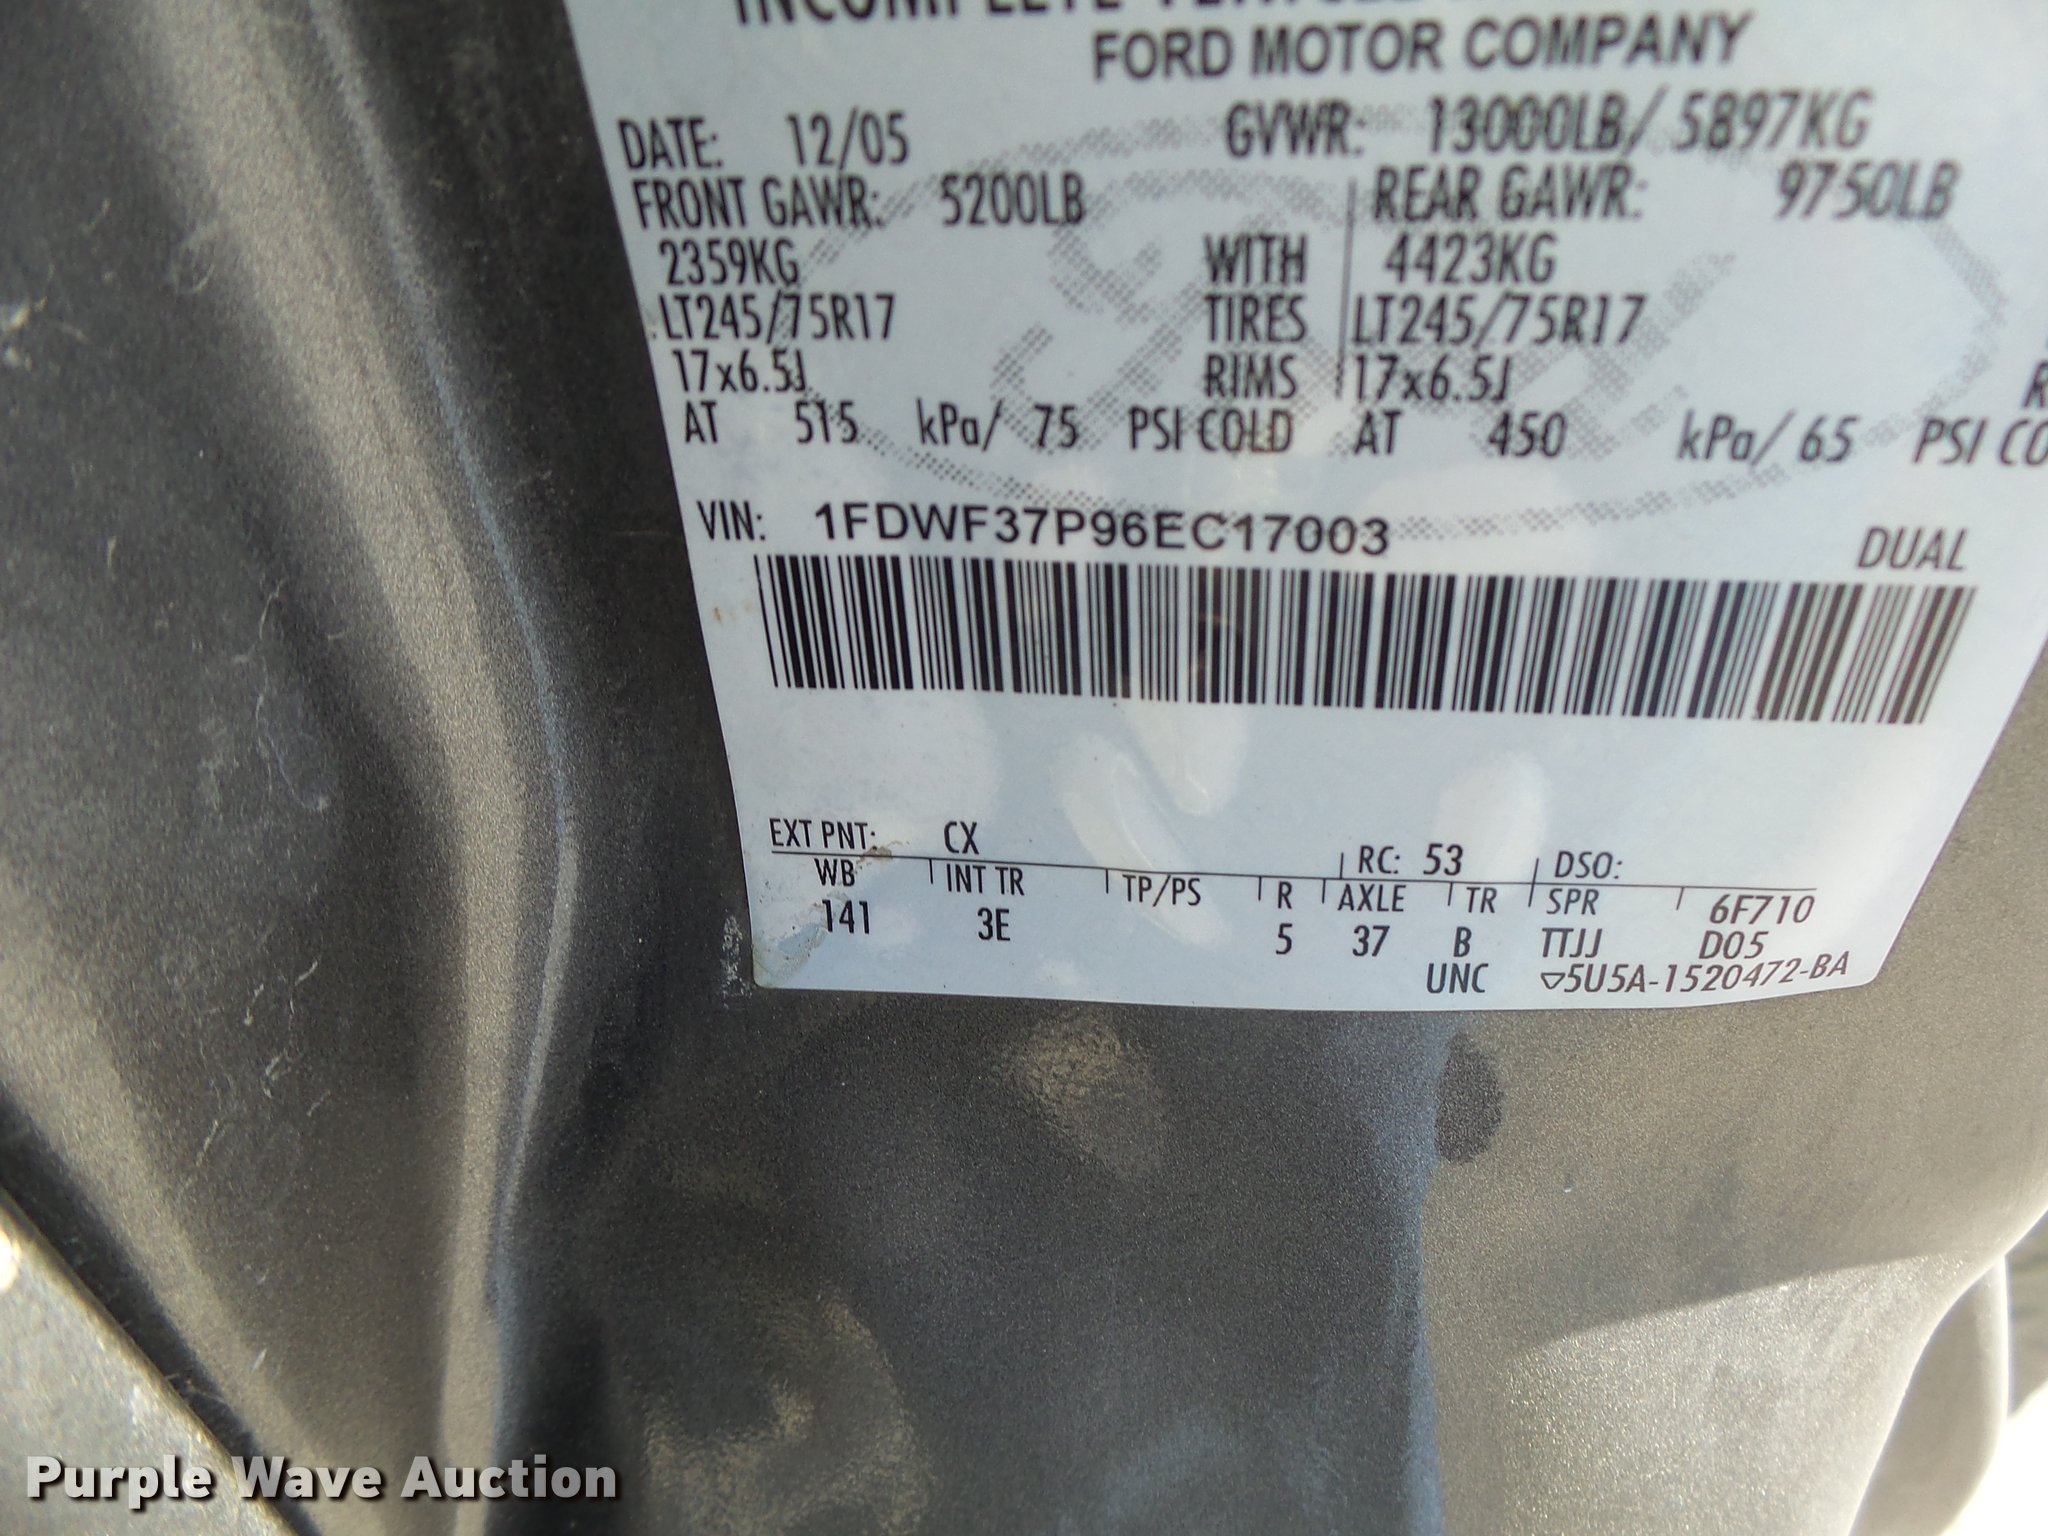 INCOMPLETE
FORD MOTOR COMPANY
DATE: 12/05 GVWR: 13000LB/ 5897KG
FRONT GAWR: 5200LB REAR GAWR: 9750LB
2359KG WITH 4423KG
LT245/75R17 TIRES LT245/75R17
17x6.5J RIMS 17x6.5J
AT 515 kPa/ 75 PSI COLD AT 450 kPa/ 65 PSI CO
VIN: 1FDWF37P96EC17003
DUAL
EXT PNT: CX RC: 53 DSO:
WB INT TR TP/PS R AXLE TR SPR 6F710
141 3E 5 37 B TTJJ D05
UNC ▽5U5A-1520472-BA
Purple Wave Auction